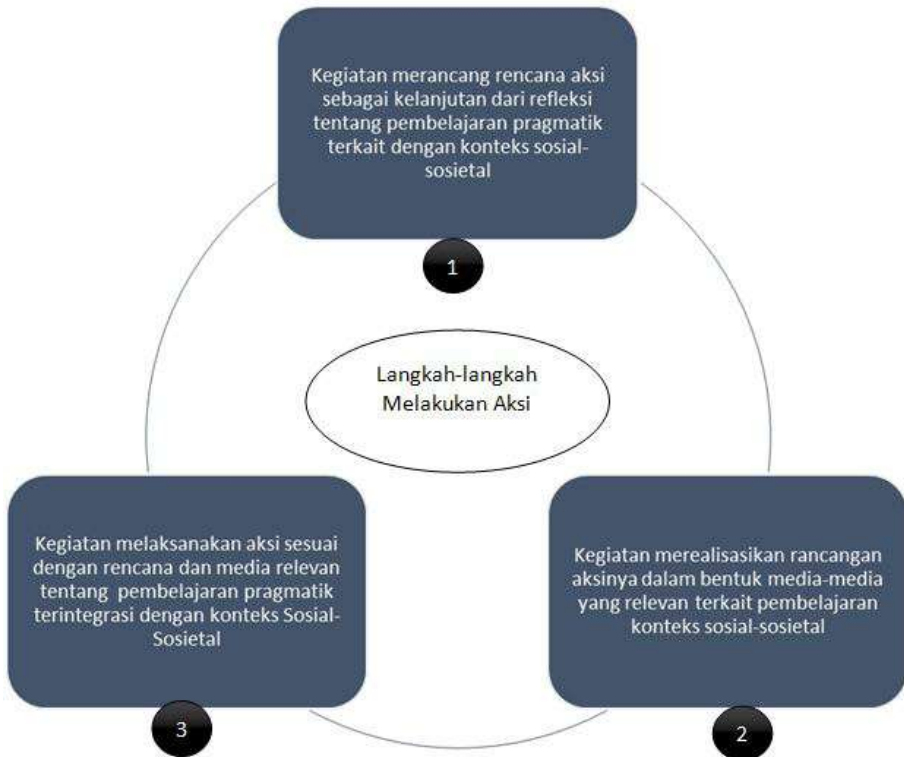 Kegiatan merancang rencana aksi
sebagai kelanjutan dari refleksi
tentang pembelajaran pragmatik
terkait dengan konteks sosial-
sosietal
1
Langkah-langkah
Melakukan Aksi
Kegiatan merealisasikan rancangan
aksinya dalam bentuk media-media
yang relevan terkait pembelajaran
konteks sosial-sosietal
2
Kegiatan melaksanakan aksi sesuai
dengan rencana dan media relevan
tentang pembelajaran pragmatik
terintegrasi dengan konteks Sosial-
Sosietal
3